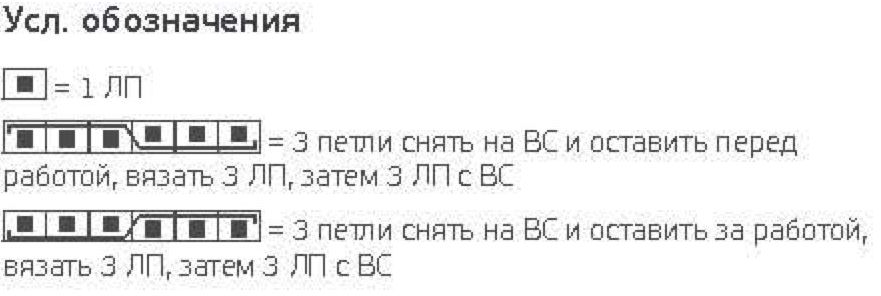 Усл. обозначения
= 1 ЛП
= 3 петли снять на ВС и оставить перед
работой, вязать 3 ЛП, затем 3 ЛП с ВС
= 3 петли снять на ВС и оставить за работой,
вязать 3 ЛП, затем 3 ЛП с ВС